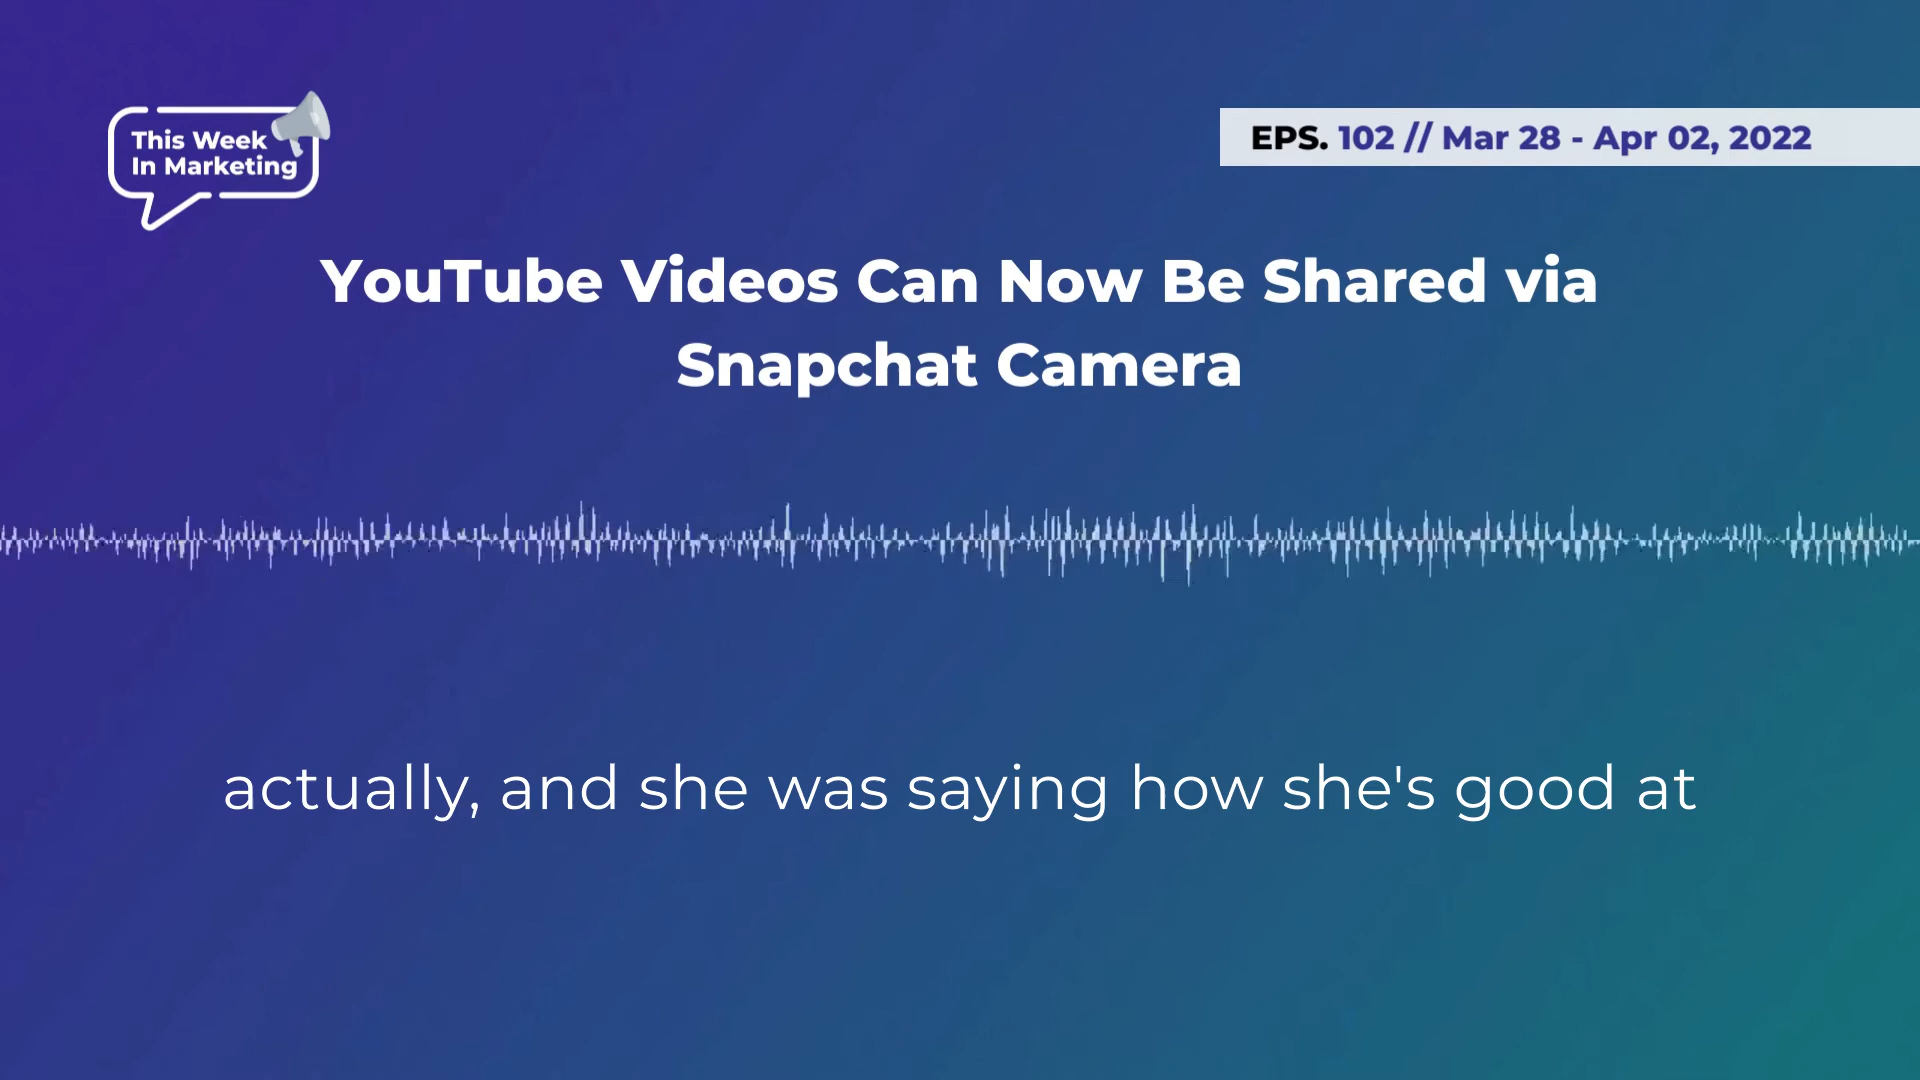 This Week
In Marketing
EPS. 102 // Mar 28 - Apr 02, 2022
YouTube Videos Can Now Be Shared via
Snapchat Camera
actually, and she was saying how she's good at